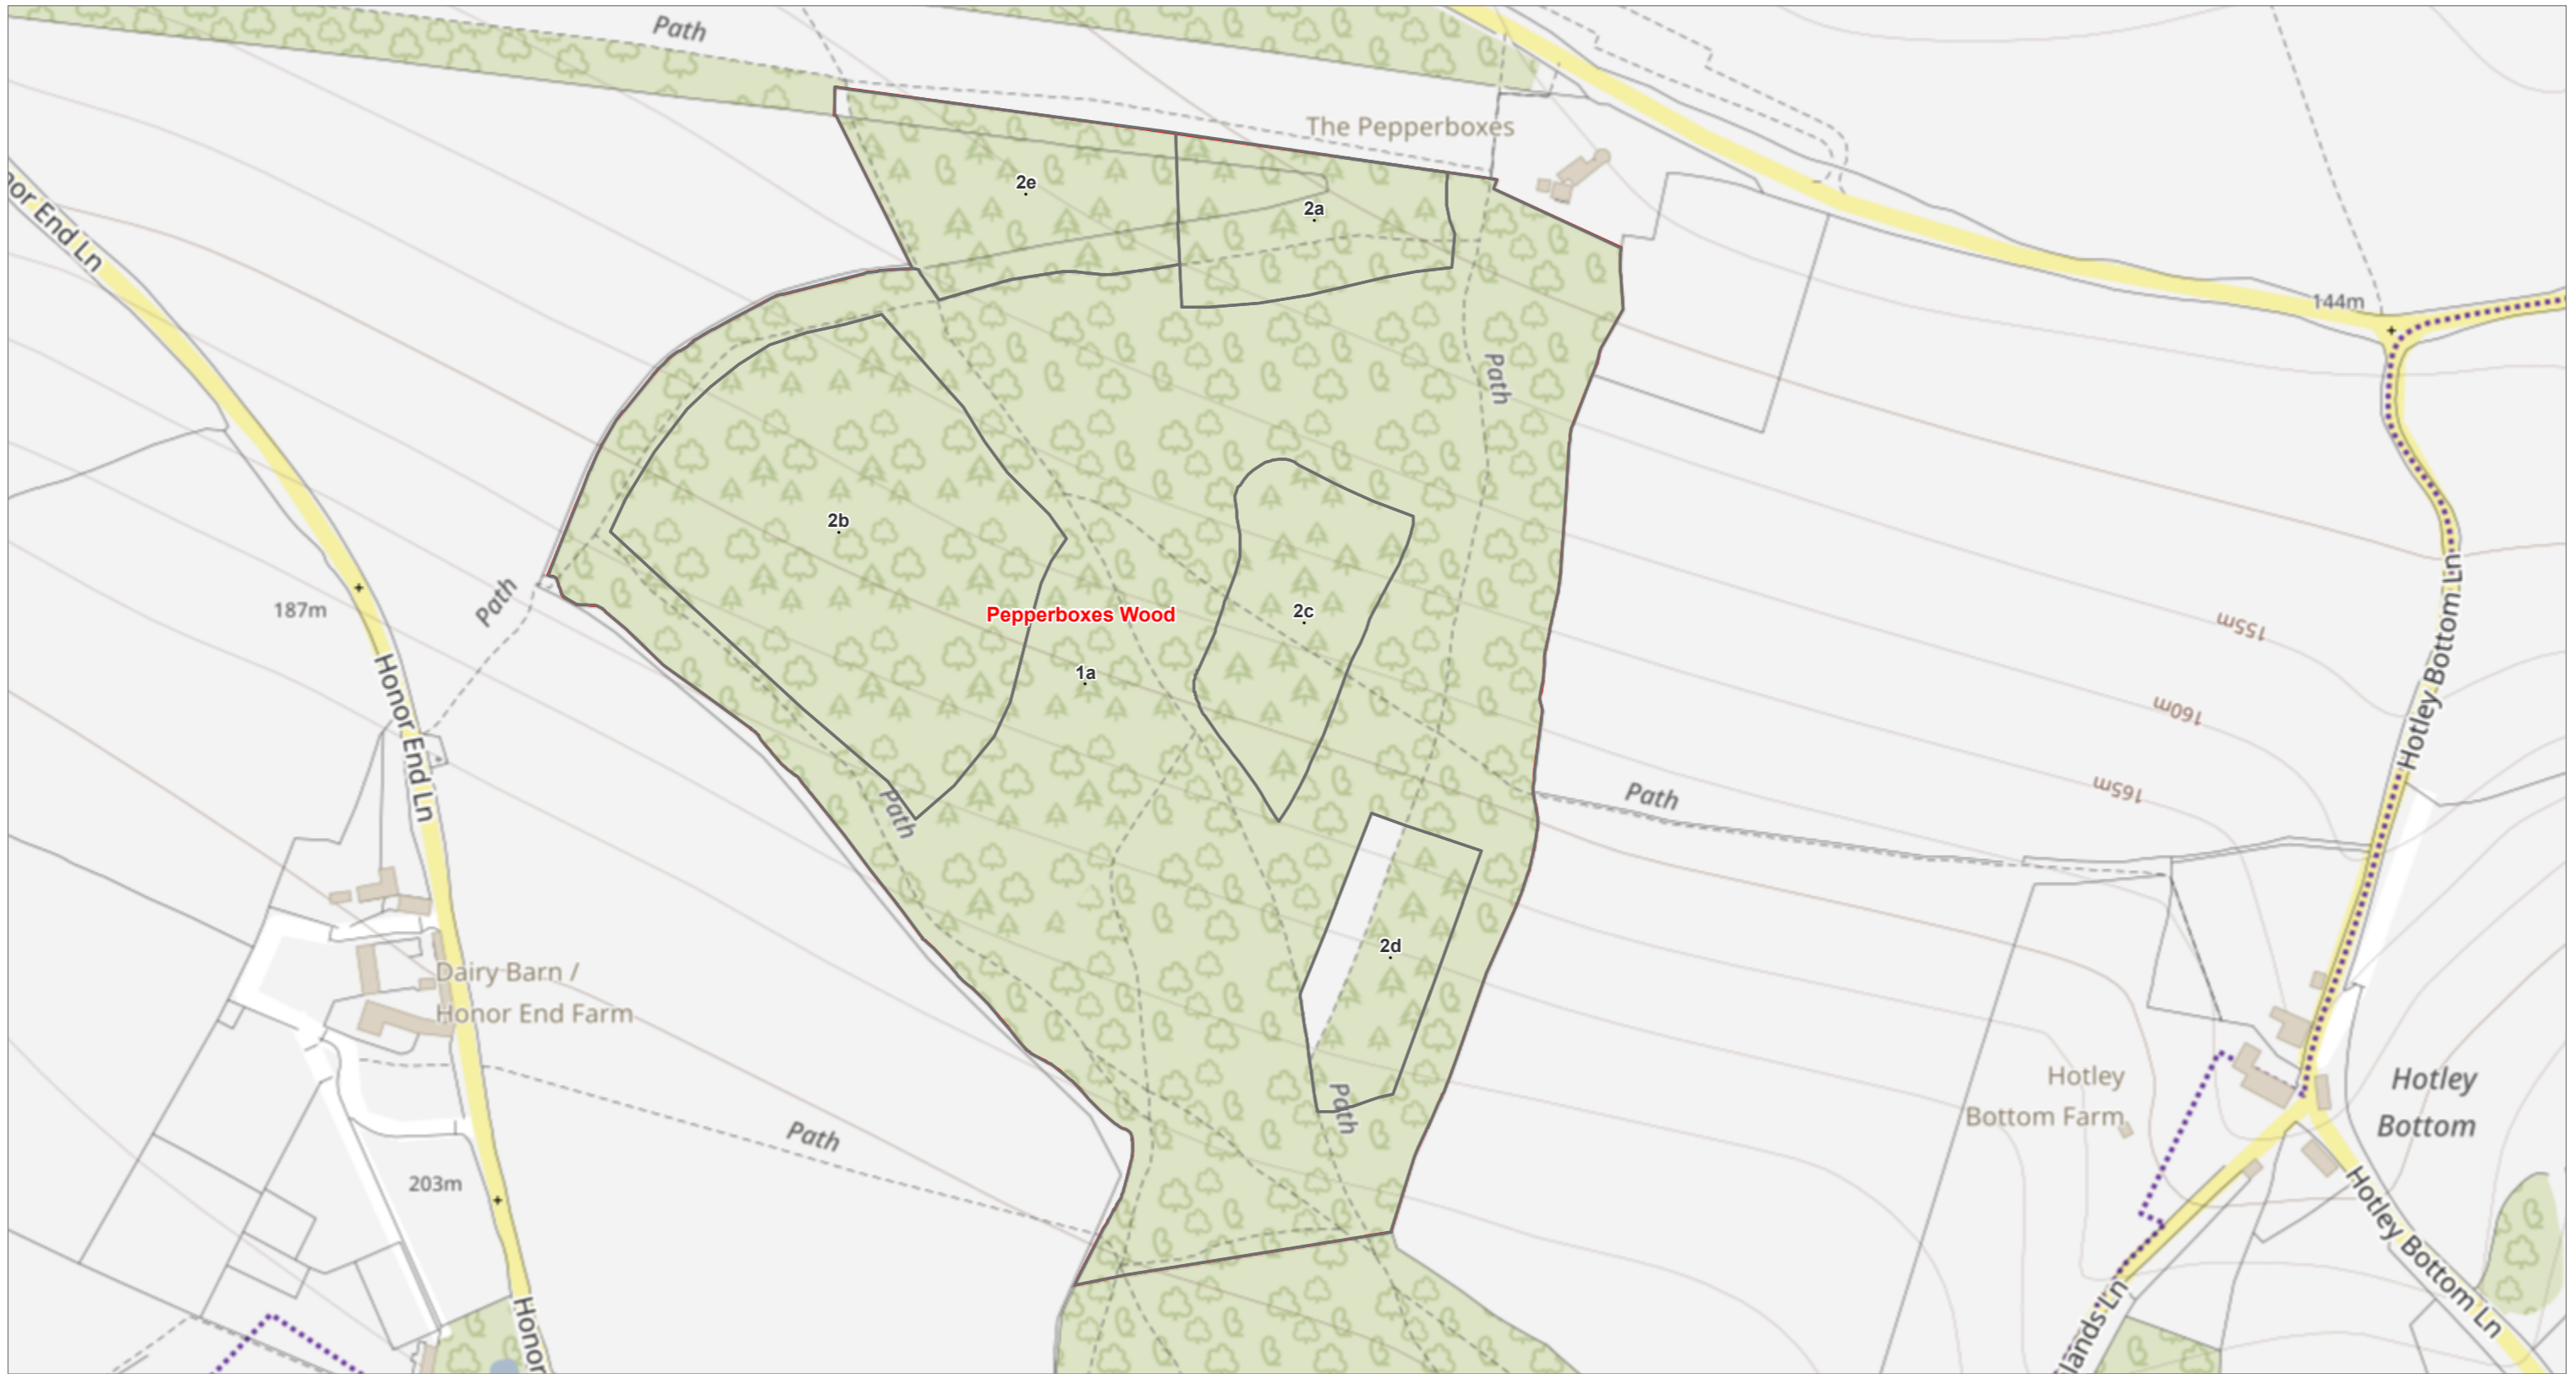 Path
The Pepperboxes
2e
2a
nor End Ln
144m
Path
2b
Path
187m
Pepperboxes Wood
2c
1a
155m
160m
165m
Hotley Bottom Ln
Honor End Ln
Path
Path
2d
Dairy Barn /
Honor End Farm
Hotley
Bottom Farm
Hotley
Bottom
Path
Path
203m
Hotley Bottom Ln
Honor
lands Ln